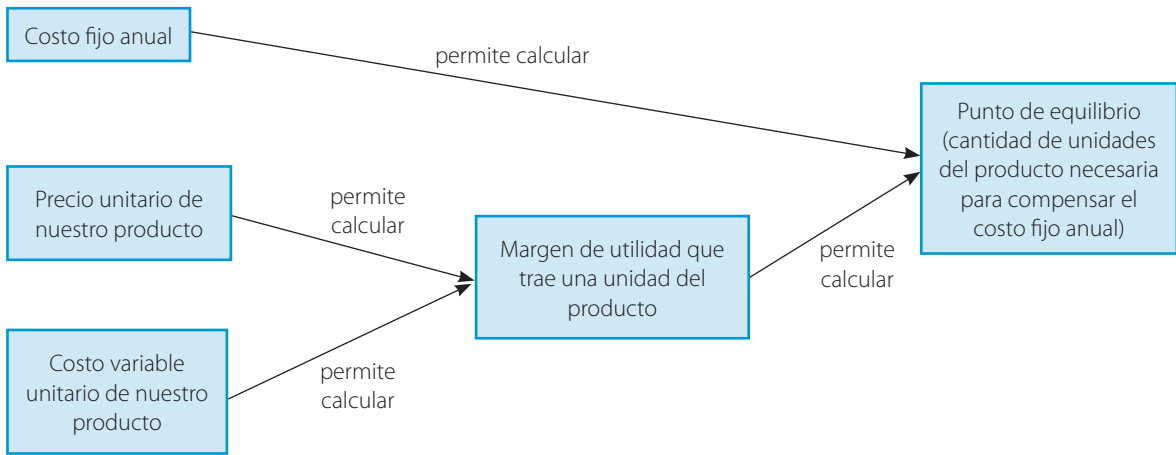 Costo fijo anual
permite calcular
Punto de equilibrio
(cantidad de unidades
del producto necesaria
para compensar el
costo fijo anual)
Precio unitario de
nuestro producto
permite
calcular
Margen de utilidad que
trae una unidad del
producto
permite
calcular
Costo variable
unitario de nuestro
producto
permite
calcular